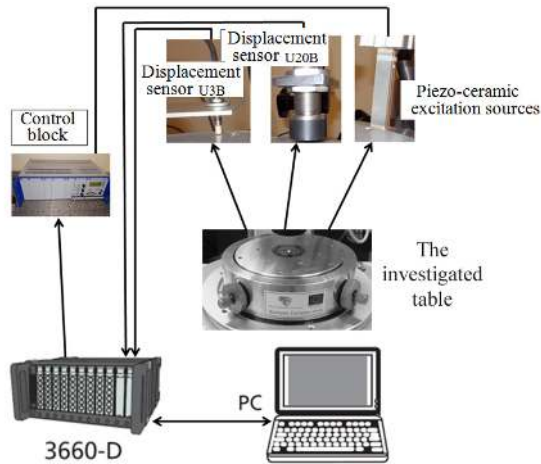 Displacement
sensor U20B
Displacement
sensor U3B
Piezo-ceramic
excitation sources
Control
block
The
investigated
table
PC
3660-D